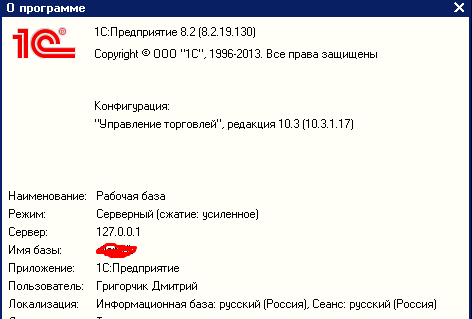 О программе
1С®
1С:Предприятие 8.2 (8.2.19.130)
Copyright © ООО "1С", 1996-2013. Все права защищены
Конфигурация:
"Управление торговлей", редакция 10.3 (10.3.1.17)
Наименование: Рабочая база
Режим: Серверный (сжатие: усиленное)
Сервер: 127.0.0.1
Имя базы:
Приложение: 1С:Предприятие
Пользователь: Григорчик Дмитрий
Локализация: Информационная база: русский (Россия), Сеанс: русский (Россия)